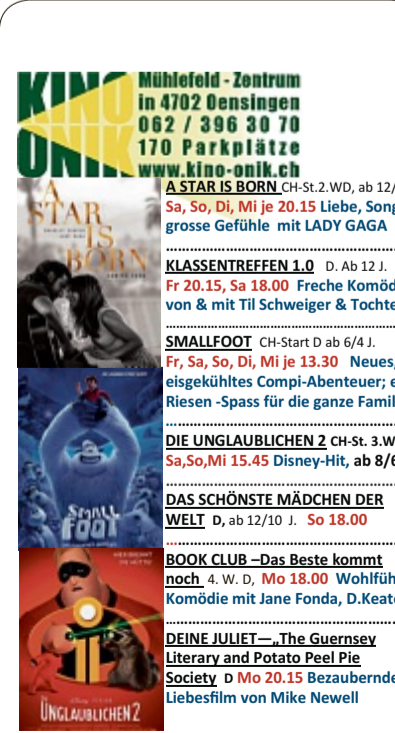 KINO
ONIK
Mühlefeld - Zentrum
in 4702 Oensingen
062 / 396 30 70
170 Parkplätze
www.kino-onik.ch
A STAR IS BORN CH-St.2.WD, ab 12/
Sa, So, Di, Mi je 20.15 Liebe, Song
grosse Gefühle mit LADY GAGA
KLASSENTREFFEN 1.0 D. Ab 12 J.
Fr 20.15, Sa 18.00 Freche Komöd
von & mit Til Schweiger & Tochte
SMALLFOOT CH-Start D ab 6/4 J.
Fr, Sa, So, Di, Mi je 13.30 Neues,
eisgekühltes Compi-Abenteuer; e
Riesen -Spass für die ganze Famil
DIE UNGLAUBLICHEN 2 CH-St. 3.W
Sa,So,Mi 15.45 Disney-Hit, ab 8/6
DAS SCHÖNSTE MÄDCHEN DER
WELT D, ab 12/10 J. So 18.00
BOOK CLUB –Das Beste kommt
noch 4. W. D, Mo 18.00 Wohlfüh
Komödie mit Jane Fonda, D.Keat
DEINE JULIET—„The Guernsey
Literary and Potato Peel Pie
Society D Mo 20.15 Bezaubernde
Liebesfilm von Mike Newell
A
STAR
IS
BORN
SMALL
FOOT
Disney PIXAR
DIE
UNGLAUBLICHEN 2